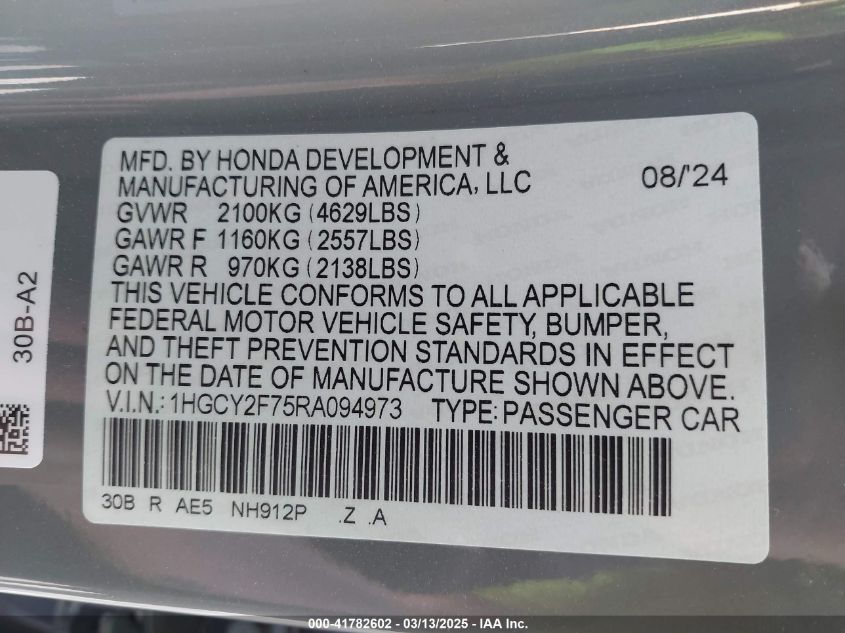 MFD. BY HONDA DEVELOPMENT &
MANUFACTURING OF AMERICA, LLC 08/'24
GVWR 2100KG (4629LBS)
GAWR F 1160KG (2557LBS)
GAWR R 970KG (2138LBS)
THIS VEHICLE CONFORMS TO ALL APPLICABLE
FEDERAL MOTOR VEHICLE SAFETY, BUMPER,
AND THEFT PREVENTION STANDARDS IN EFFECT
ON THE DATE OF MANUFACTURE SHOWN ABOVE.
V.I.N.: 1HGCY2F75RA094973 TYPE: PASSENGER CAR
30B R AE5 NH912P .Z .A
30B-A2
000-41782602 - 03/13/2025 - IAA Inc.